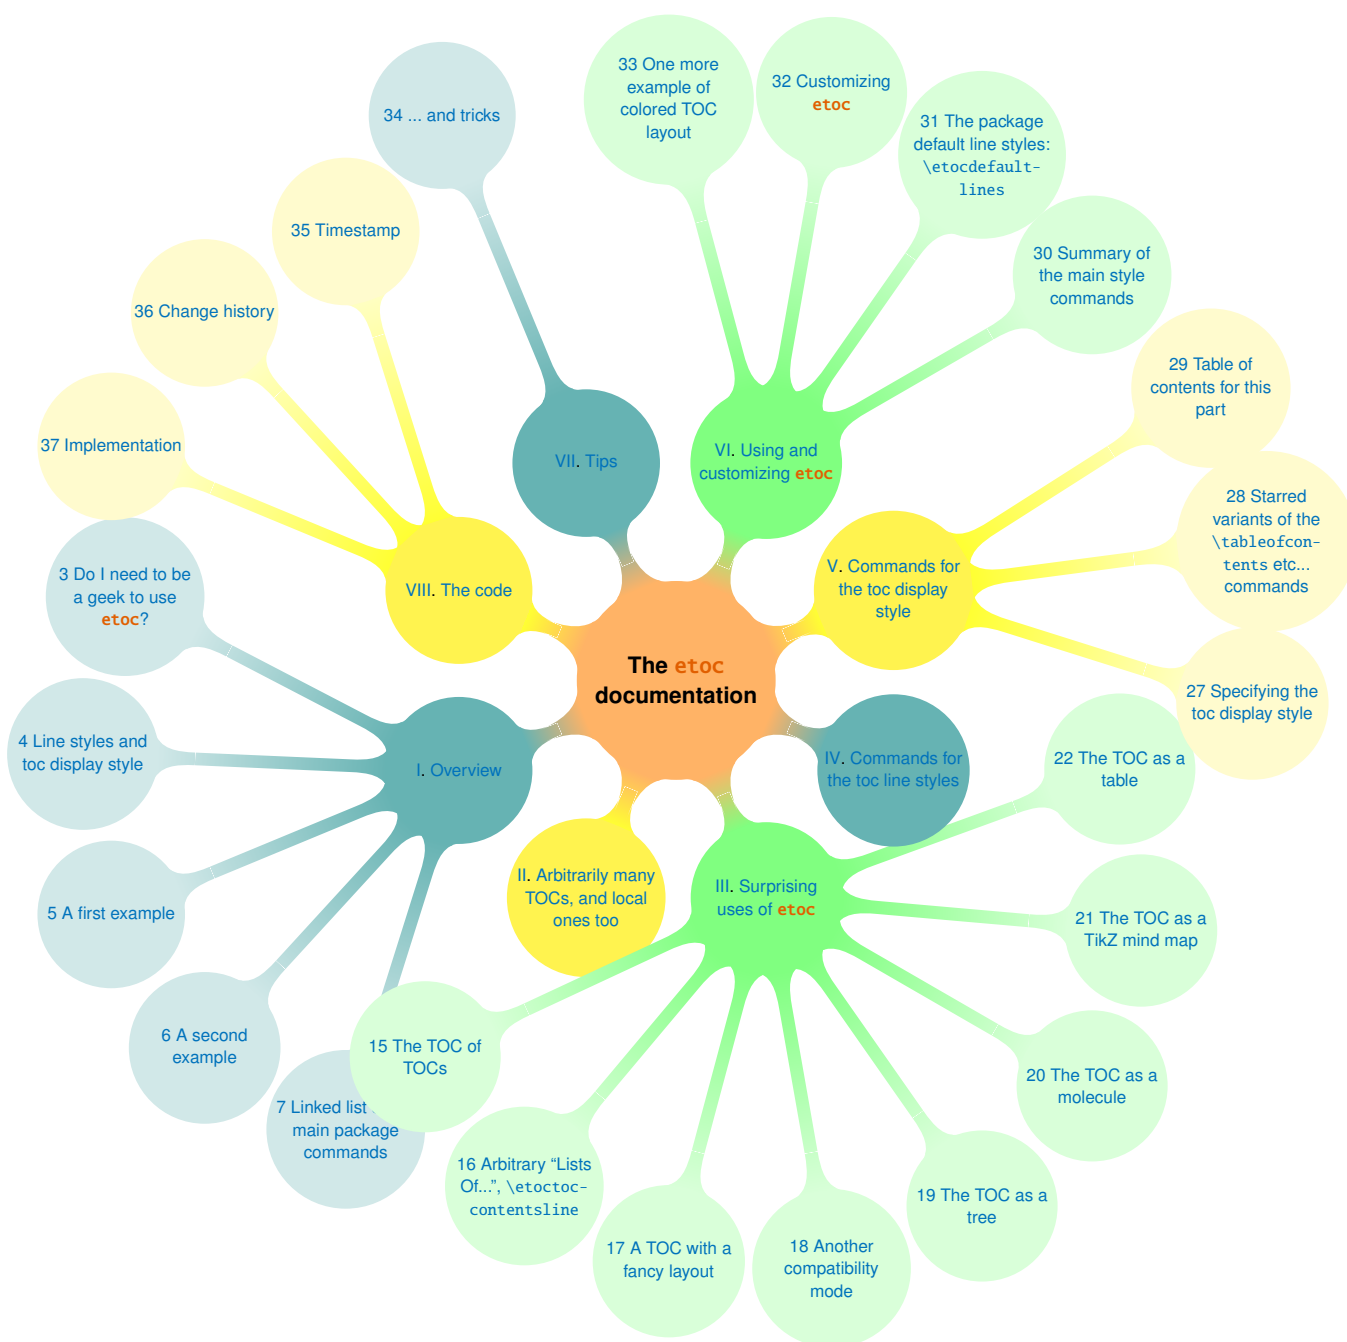 The etoc
documentation
I. Overview
3 Do I need to be
a geek to use
etoc?
4 Line styles and
toc display style
5 A first example
6 A second
example
7 Linked list
main package
commands
II. Arbitrarily many
TOCs, and local
ones too
III. Surprising
uses of etoc
15 The TOC of
TOCs
16 Arbitrary “Lists
Of...”, \etoctoc-
contentsline
17 A TOC with a
fancy layout
18 Another
compatibility
mode
19 The TOC as a
tree
20 The TOC as a
molecule
21 The TOC as a
TikZ mind map
22 The TOC as a
table
IV. Commands for
the toc line styles
V. Commands for
the toc display
style
27 Specifying the
toc display style
28 Starred
variants of the
\tableofcon-
tents etc...
commands
29 Table of
contents for this
part
VI. Using and
customizing etoc
30 Summary of
the main style
commands
31 The package
default line styles:
\etocdefault-
lines
32 Customizing
etoc
33 One more
example of
colored TOC
layout
VII. Tips
34 ... and tricks
VIII. The code
35 Timestamp
36 Change history
37 Implementation